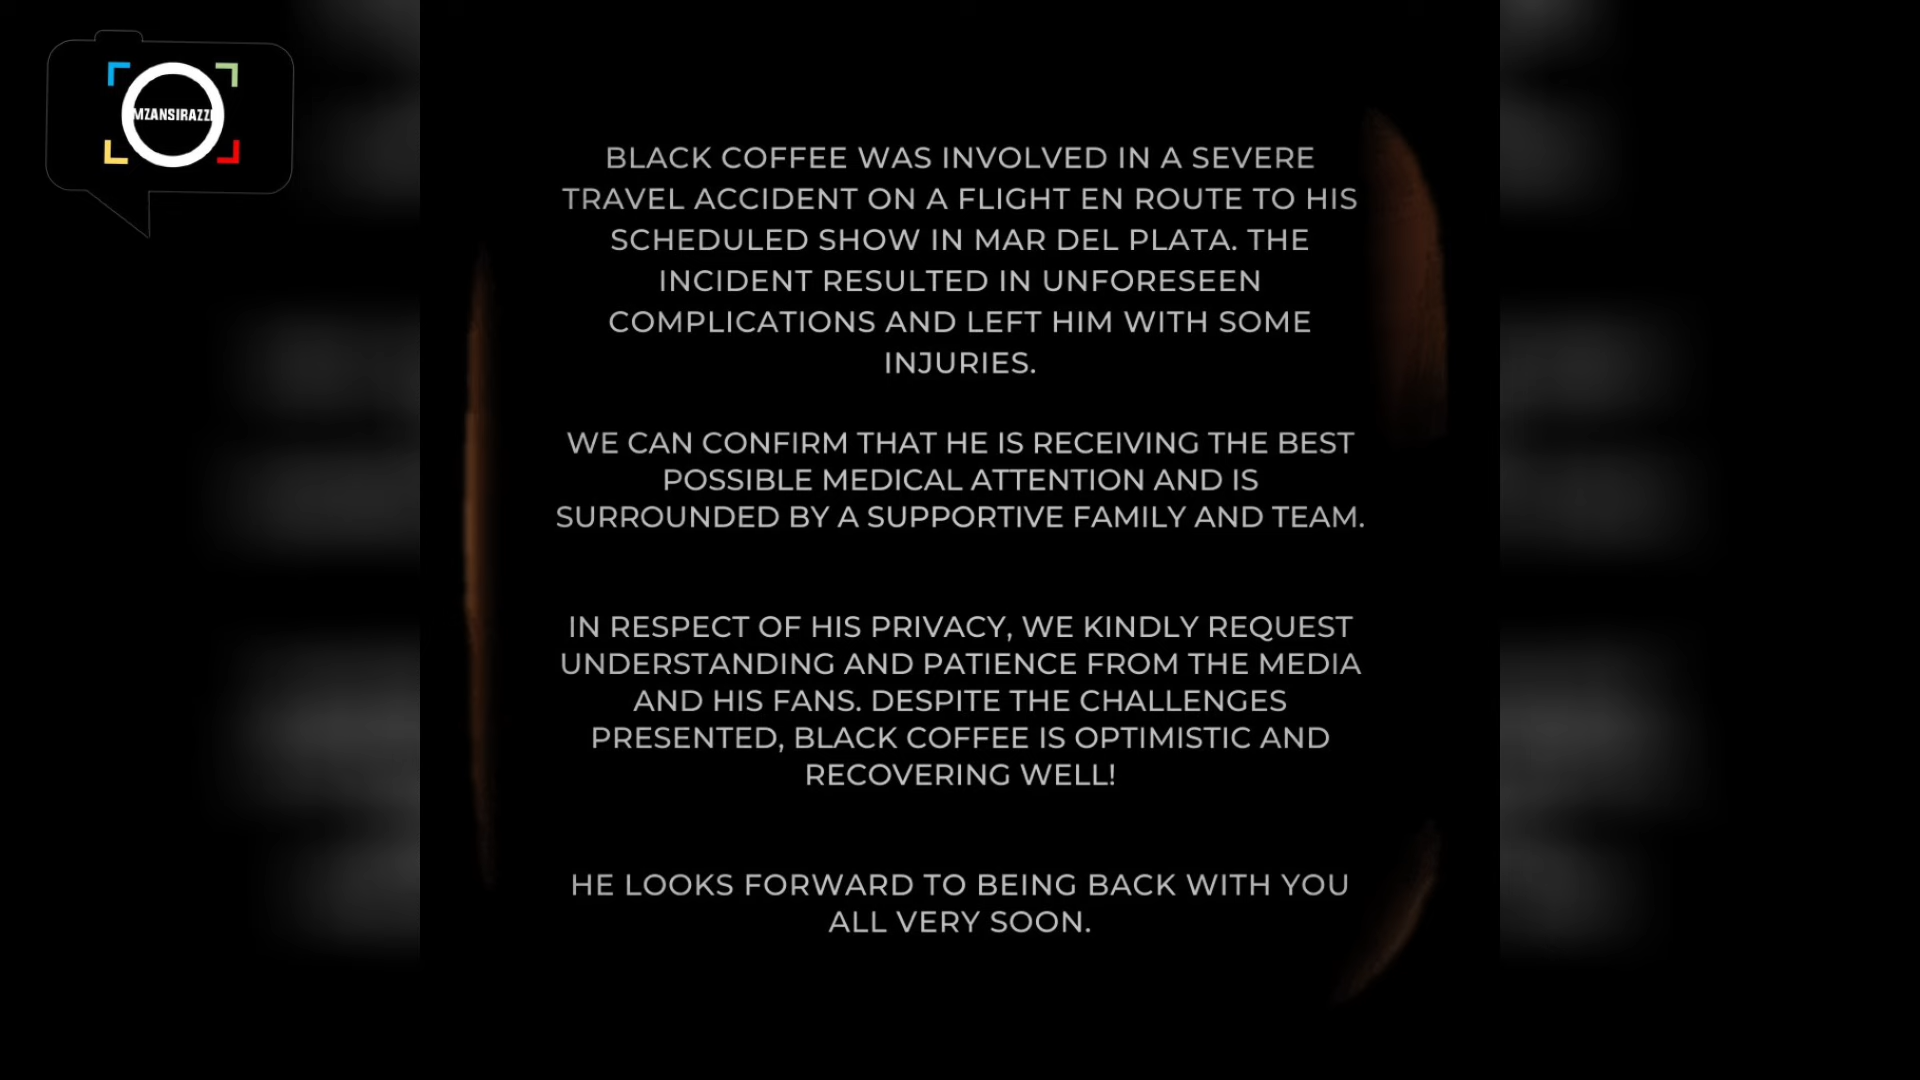 MZANSIRAZZI
BLACK COFFEE WAS INVOLVED IN A SEVERE
TRAVEL ACCIDENT ON A FLIGHT EN ROUTE TO HIS
SCHEDULED SHOW IN MAR DEL PLATA. THE
INCIDENT RESULTED IN UNFORESEEN
COMPLICATIONS AND LEFT HIM WITH SOME
INJURIES.
WE CAN CONFIRM THAT HE IS RECEIVING THE BEST
POSSIBLE MEDICAL ATTENTION AND IS
SURROUNDED BY A SUPPORTIVE FAMILY AND TEAM.
IN RESPECT OF HIS PRIVACY, WE KINDLY REQUEST
UNDERSTANDING AND PATIENCE FROM THE MEDIA
AND HIS FANS. DESPITE THE CHALLENGES
PRESENTED, BLACK COFFEE IS OPTIMISTIC AND
RECOVERING WELL!
HE LOOKS FORWARD TO BEING BACK WITH YOU
ALL VERY SOON.